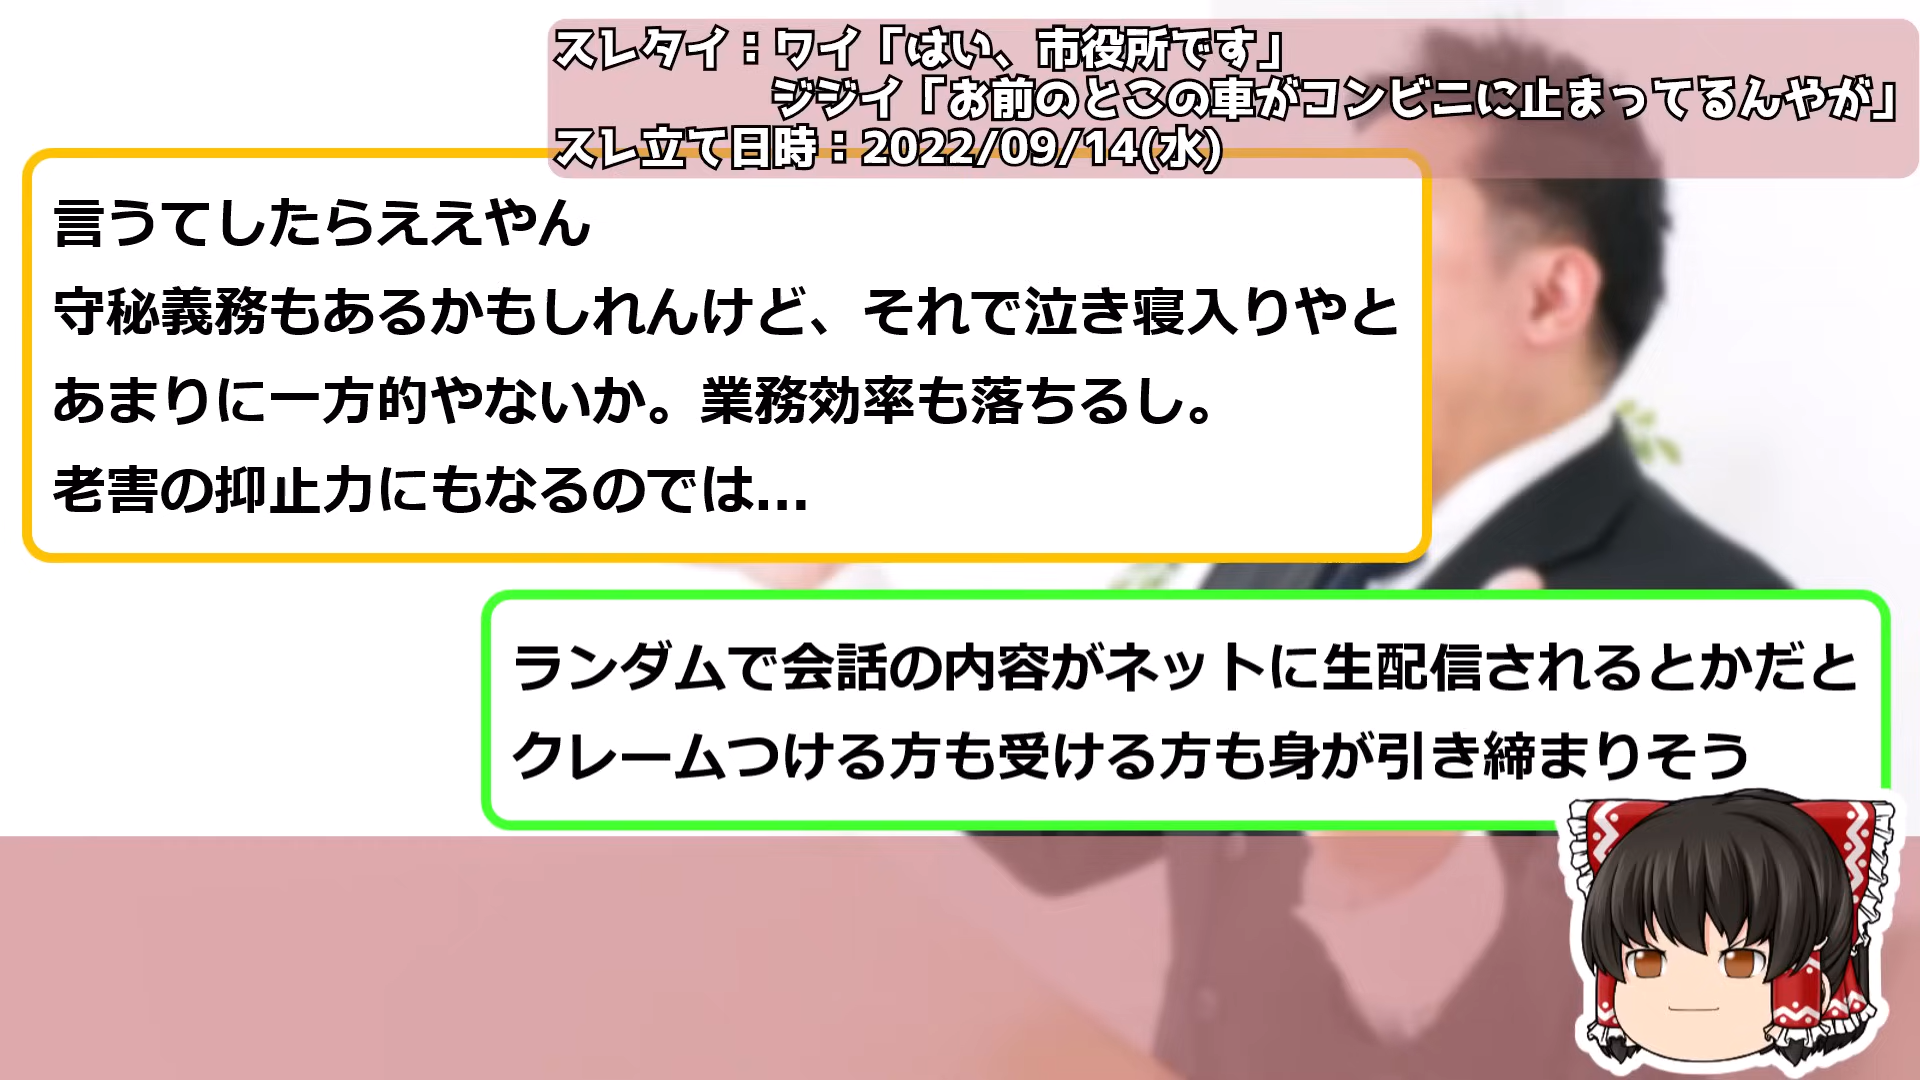 スレタイ：ワイ「はい、市役所です」
ジジイ「お前のとこの車がコンビニに止まってるんやが」
スレ立て日時：2022/09/14(水)
言うてしたらええやん
守秘義務もあるかもしれんけど、それで泣き寝入りやと
あまりに一方的やないか。業務効率も落ちるし。
老害の抑止力にもなるのでは…
ランダムで会話の内容がネットに生配信されるとかだと
クレームつける方も受ける方も身が引き締まりそう